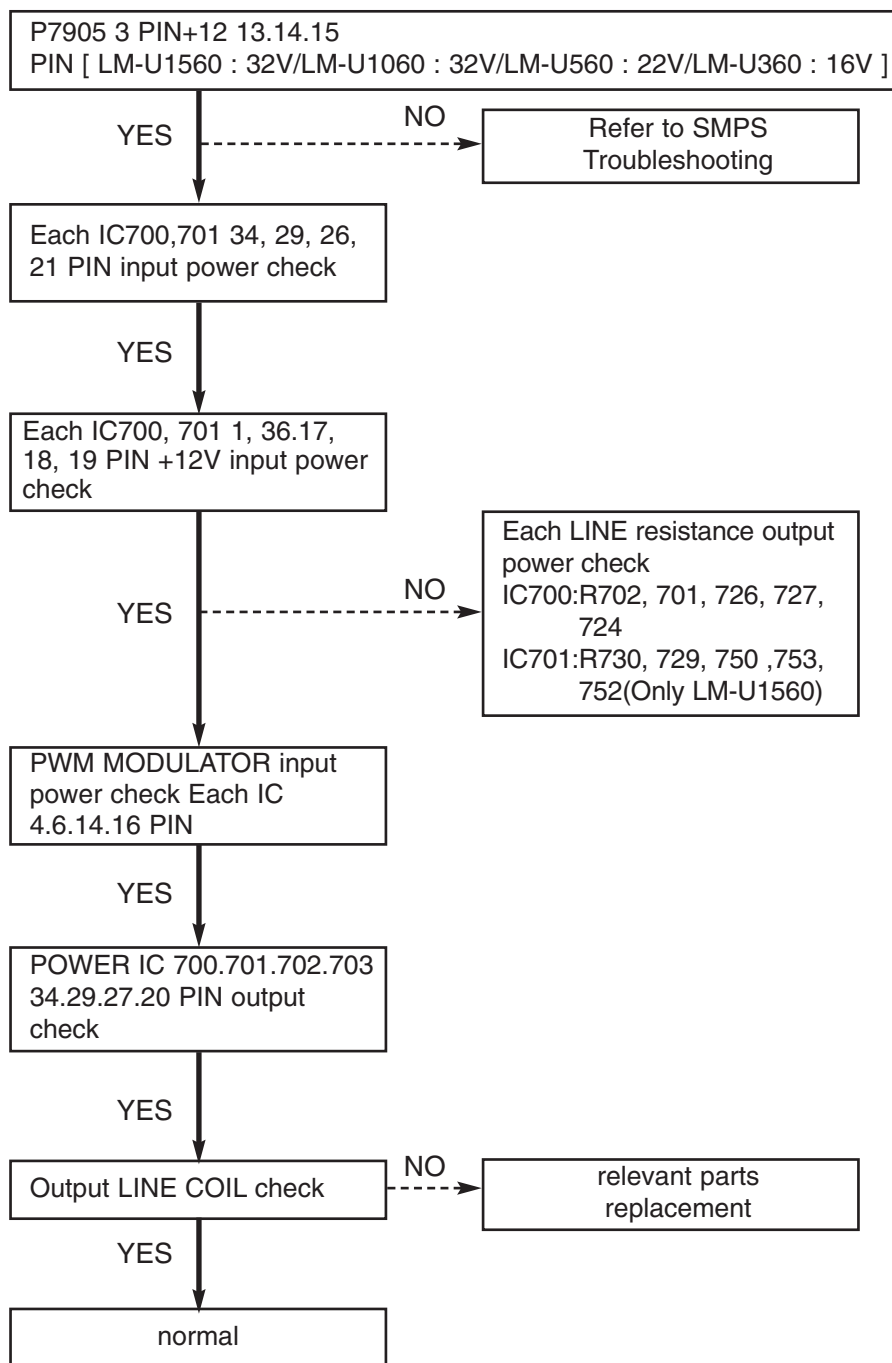 P7905 3 PIN+12 13.14.15
PIN [ LM-U1560 : 32V/LM-U1060 : 32V/LM-U560 : 22V/LM-U360 : 16V ]
YES
NO
Refer to SMPS
Troubleshooting
Each IC700,701 34, 29, 26,
21 PIN input power check
YES
Each IC700, 701 1, 36.17,
18, 19 PIN +12V input power
check
YES
NO
Each LINE resistance output
power check
IC700:R702, 701, 726, 727,
724
IC701:R730, 729, 750 ,753,
752(Only LM-U1560)
PWM MODULATOR input
power check Each IC
4.6.14.16 PIN
YES
POWER IC 700.701.702.703
34.29.27.20 PIN output
check
YES
Output LINE COIL check
NO
relevant parts
replacement
YES
normal